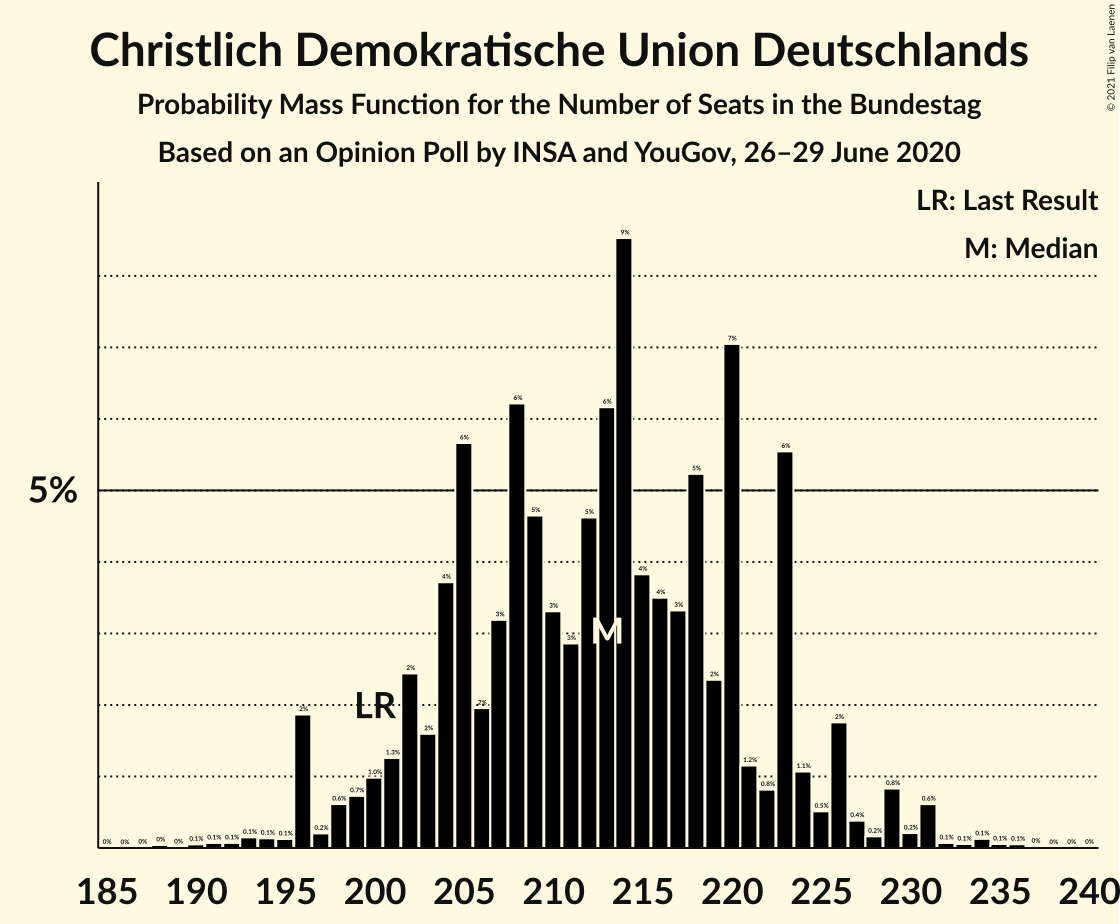 Christlich Demokratische Union Deutschlands
Probability Mass Function for the Number of Seats in the Bundestag
Based on an Opinion Poll by INSA and YouGov, 26–29 June 2020
© 2021 Filip van Laenen
LR: Last Result
M: Median
5%
0% 0% 0% 0% 0% 0.1% 0.1% 0.1% 0.1% 0.1% 0.1% 2% 0.2% 0.6% 0.7% 1.0% 1.3% 2% 2% 4% 6% 2% 3% 6% 5% 3% 3% 5% 6% 9% 4% 4% 3% 5% 2% 7% 1.2% 0.8% 6% 1.1% 0.5% 2% 0.4% 0.2% 0.8% 0.2% 0.6% 0.1% 0.1% 0.1% 0.1% 0.1% 0% 0% 0% 0%
LR
M
185 190 195 200 205 210 215 220 225 230 235 240